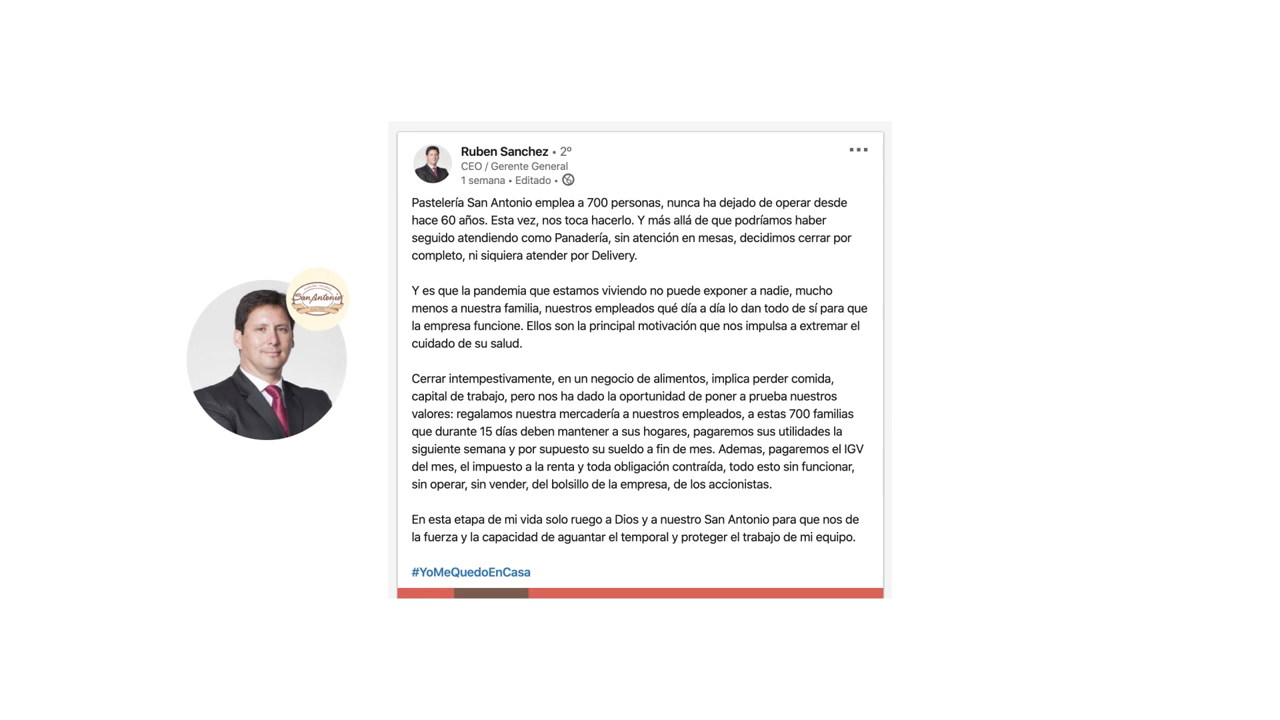 San Antonio
Ruben Sanchez • 2º
CEO / Gerente General
1 semana • Editado •
Pastelería San Antonio emplea a 700 personas, nunca ha dejado de operar desde
hace 60 años. Esta vez, nos toca hacerlo. Y más allá de que podríamos haber
seguido atendiendo como Panadería, sin atención en mesas, decidimos cerrar por
completo, ni siquiera atender por Delivery.
Y es que la pandemia que estamos viviendo no puede exponer a nadie, mucho
menos a nuestra familia, nuestros empleados qué día a día lo dan todo de sí para que
la empresa funcione. Ellos son la principal motivación que nos impulsa a extremar el
cuidado de su salud.
Cerrar intempestivamente, en un negocio de alimentos, implica perder comida,
capital de trabajo, pero nos ha dado la oportunidad de poner a prueba nuestros
valores: regalamos nuestra mercadería a nuestros empleados, a estas 700 familias
que durante 15 días deben mantener a sus hogares, pagaremos sus utilidades la
siguiente semana y por supuesto su sueldo a fin de mes. Ademas, pagaremos el IGV
del mes, el impuesto a la renta y toda obligación contraída, todo esto sin funcionar,
sin operar, sin vender, del bolsillo de la empresa, de los accionistas.
En esta etapa de mi vida solo ruego a Dios y a nuestro San Antonio para que nos de
la fuerza y la capacidad de aguantar el temporal y proteger el trabajo de mi equipo.
#YoMeQuedoEnCasa